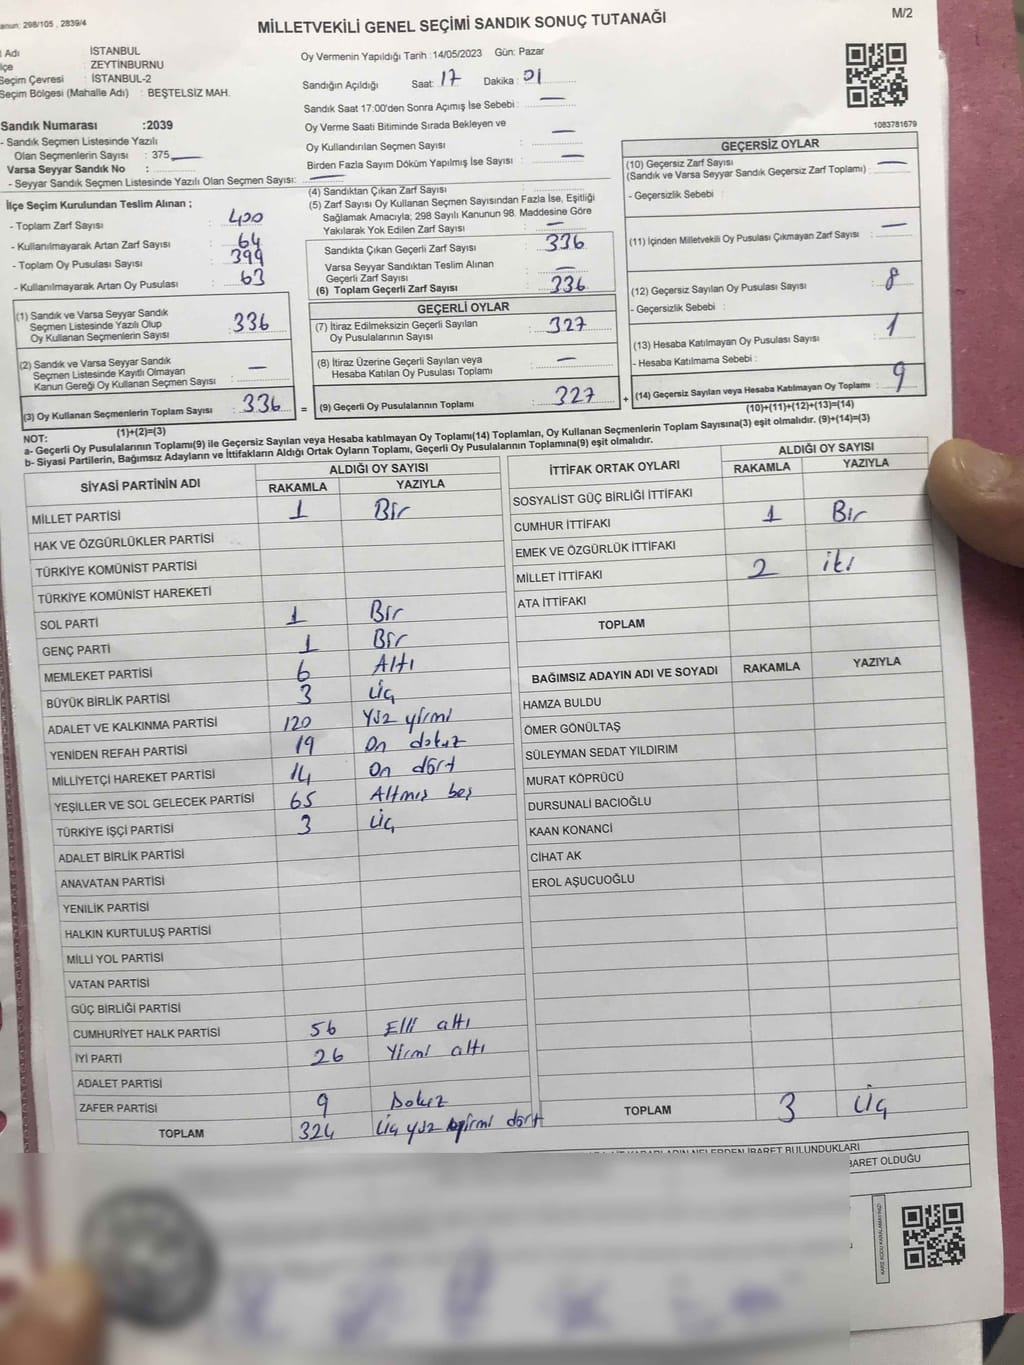 anun: 298/105 , 2839/4
MİLLETVEKİLİ GENEL SEÇİMİ SANDIK SONUÇ TUTANAĞI
M/2
l Adı İSTANBUL
lçe : ZEYTİNBURNU
Seçim Çevresi : İSTANBUL-2
Seçim Bölgesi (Mahalle Adı) : BEŞTELSİZ MAH.
Sandık Numarası :2039
- Sandık Seçmen Listesinde Yazılı
Olan Seçmenlerin Sayısı : 375
Varsa Seyyar Sandık No :
- Seyyar Sandık Seçmen Listesinde Yazılı Olan Seçmen Sayısı:
Oy Vermenin Yapıldığı Tarih :14/05/2023 Gün: Pazar
Sandığın Açıldığı Saat: 17 Dakika : 01
Sandık Saat 17:00'den Sonra Açımış İse Sebebi :
Oy Verme Saati Bitiminde Sırada Bekleyen ve
Oy Kullandırılan Seçmen Sayısı :
Birden Fazla Sayım Döküm Yapılmış İse Sayısı :
1083781679
İlçe Seçim Kurulundan Teslim Alınan ;
- Toplam Zarf Sayısı : 400
- Kullanılmayarak Artan Zarf Sayısı : 64
- Toplam Oy Pusulası Sayısı : 399
- Kullanılmayarak Artan Oy Pusulası : 63
(4) Sandıktan Çıkan Zarf Sayısı :
(5) Zarf Sayısı Oy Kullanan Seçmen Sayısından Fazla İse, Eşitliği
Sağlamak Amacıyla; 298 Sayılı Kanunun 98. Maddesine Göre
Yakılarak Yok Edilen Zarf Sayısı :
Sandıkta Çıkan Geçerli Zarf Sayısı : 336
Varsa Seyyar Sandıktan Teslim Alınan
Geçerli Zarf Sayısı :
(6) Toplam Geçerli Zarf Sayısı : 336
GEÇERSİZ OYLAR
(10) Geçersiz Zarf Sayısı
(Sandık ve Varsa Seyyar Sandık Geçersiz Zarf Toplamı) :
- Geçersizlik Sebebi :
(11) İçinden Milletvekili Oy Pusulası Çıkmayan Zarf Sayısı :
(12) Geçersiz Sayılan Oy Pusulası Sayısı : 8
- Geçersizlik Sebebi :
(13) Hesaba Katılmayan Oy Pusulası Sayısı : 1
- Hesaba Katılmama Sebebi :
(14) Geçersiz Sayılan veya Hesaba Katılmayan Oy Toplamı : 9
(10)+(11)+(12)+(13)=(14)
(1) Sandık ve Varsa Seyyar Sandık
Seçmen Listesinde Yazılı Olup
Oy Kullanan Seçmenlerin Sayısı : 336
(2) Sandık ve Varsa Seyyar Sandık
Seçmen Listesinde Kayıtlı Olmayan
Kanun Gereği Oy Kullanan Seçmen Sayısı :
(3) Oy Kullanan Seçmenlerin Toplam Sayısı : 336 =
(1)+(2)=(3)
GEÇERLİ OYLAR
(7) İtiraz Edilmeksizin Geçerli Sayılan
Oy Pusulalarının Sayısı : 327
(8) İtiraz Üzerine Geçerli Sayılan veya
Hesaba Katılan Oy Pusulası Toplamı :
(9) Geçerli Oy Pusulalarının Toplamı : 327 +
NOT:
a- Geçerli Oy Pusulalarının Toplamı(9) ile Geçersiz Sayılan veya Hesaba katılmayan Oy Toplamı(14) Toplamları, Oy Kullanan Seçmenlerin Toplam Sayısına(3) eşit olmalıdır. (9)+(14)=(3)
b- Siyasi Partilerin, Bağımsız Adayların ve İttifakların Aldığı Ortak Oyların Toplamı, Geçerli Oy Pusulalarının Toplamına(9) eşit olmalıdır.
SİYASİ PARTİNİN ADI ALDIĞI OY SAYISI
RAKAMLA YAZIYLA
MİLLET PARTİSİ 1 Bir
HAK VE ÖZGÜRLÜKLER PARTİSİ
TÜRKİYE KOMÜNİST PARTİSİ
TÜRKİYE KOMÜNİST HAREKETİ
SOL PARTİ 1 Bir
GENÇ PARTİ 1 Bir
MEMLEKET PARTİSİ 6 Altı
BÜYÜK BİRLİK PARTİSİ 3 üç
ADALET VE KALKINMA PARTİSİ 120 Yüz yirmi
YENİDEN REFAH PARTİSİ 19 On dokuz
MİLLİYETÇİ HAREKET PARTİSİ 14 On dört
YEŞİLLER VE SOL GELECEK PARTİSİ 65 Altmış beş
TÜRKİYE İŞÇİ PARTİSİ 3 üç
ADALET BİRLİK PARTİSİ
ANAVATAN PARTİSİ
YENİLİK PARTİSİ
HALKIN KURTULUŞ PARTİSİ
MİLLİ YOL PARTİSİ
VATAN PARTİSİ
GÜÇ BİRLİĞİ PARTİSİ
CUMHURİYET HALK PARTİSİ 56 Elli altı
İYİ PARTİ 26 Yirmi altı
ADALET PARTİSİ
ZAFER PARTİSİ 9 Dokuz
TOPLAM 324 üç yüz yirmi dört
İTTİFAK ORTAK OYLARI ALDIĞI OY SAYISI
RAKAMLA YAZIYLA
SOSYALİST GÜÇ BİRLİĞİ İTTİFAKI
CUMHUR İTTİFAKI 1 Bir
EMEK VE ÖZGÜRLÜK İTTİFAKI
MİLLET İTTİFAKI 2 iki
ATA İTTİFAKI
TOPLAM
BAĞIMSIZ ADAYIN ADI VE SOYADI RAKAMLA YAZIYLA
HAMZA BULDU
ÖMER GÖNÜLTAŞ
SÜLEYMAN SEDAT YILDIRIM
MURAT KÖPRÜCÜ
DURSUNALİ BACIOĞLU
KAAN KONANCİ
CİHAT AK
EROL AŞUCUOĞLU
TOPLAM 3 üç
NELERDEN İBARET BULUNDUKLARI
BARET OLDUĞU